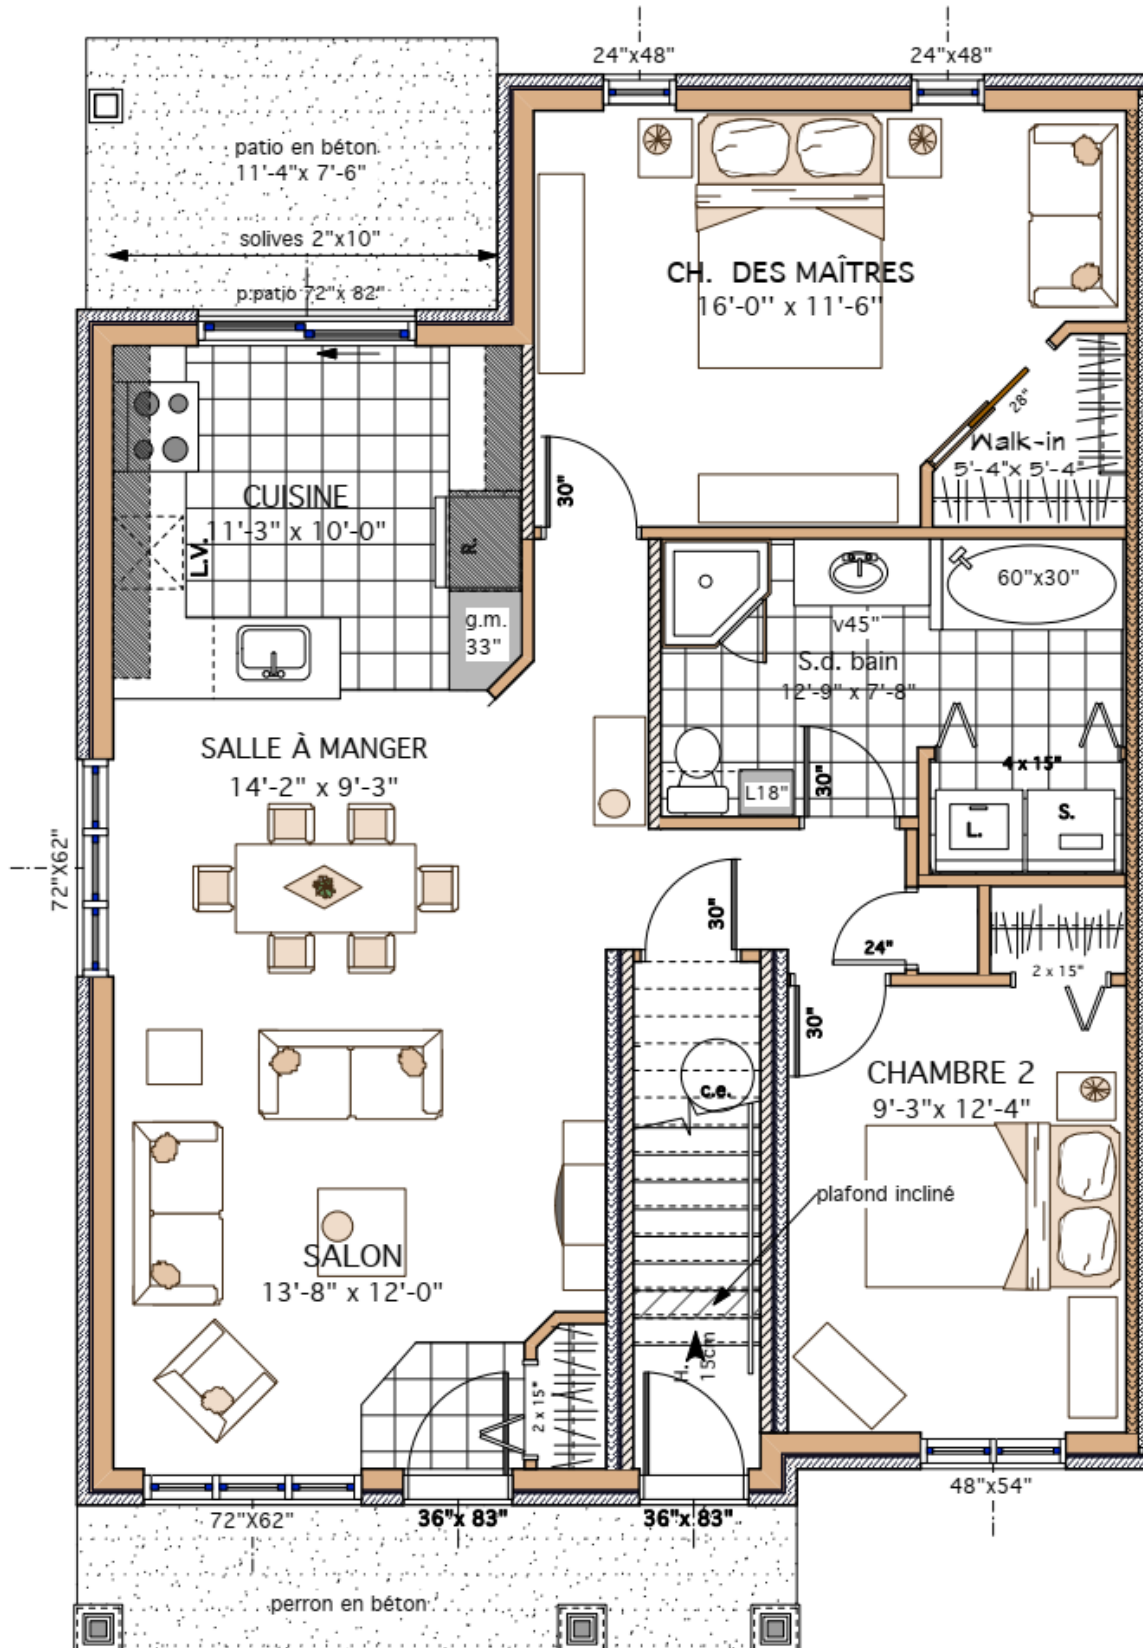 24"x48"
24"x48"
patio en béton
11'-4"x 7'-6"
solives 2"x10"
p.patio 72"x 82"
CH. DES MAÎTRES
16'-0'' x 11'-6"
28"
Walk-in
5'-4"x 5'-4"
CUISINE
11'-3" x 10'-0"
L.V.
R.
30"
g.m.
33"
60"x30"
v45"
S.d. bain
12'-9" x 7'-8"
L18"
30"
4 x 15"
L.
S.
SALLE À MANGER
14'-2" x 9'-3"
72"X62"
30"
24"
2 x 15"
30"
c.e.
CHAMBRE 2
9'-3"x 12'-4"
plafond incliné
SALON
13'-8" x 12'-0"
H.
15cm
2 x 15"
72"X62"
36"x 83"
36"x 83"
48"x54"
perron en béton